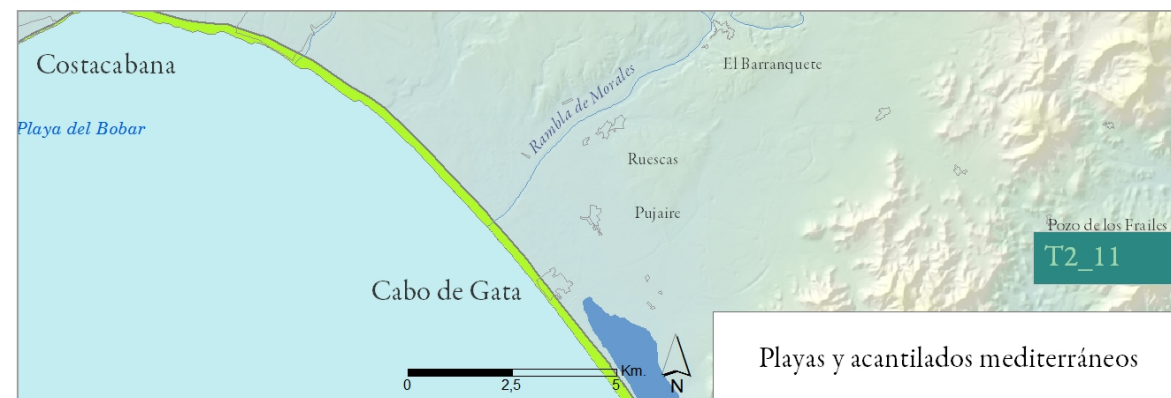 Costacabana
El Barranquete
Rambla de Morales
Playa del Bobar
Ruescas
Pujaire
Pozo de los Frailes
T2_11
Cabo de Gata
Km.
0 2,5 5
N
Playas y acantilados mediterráneos